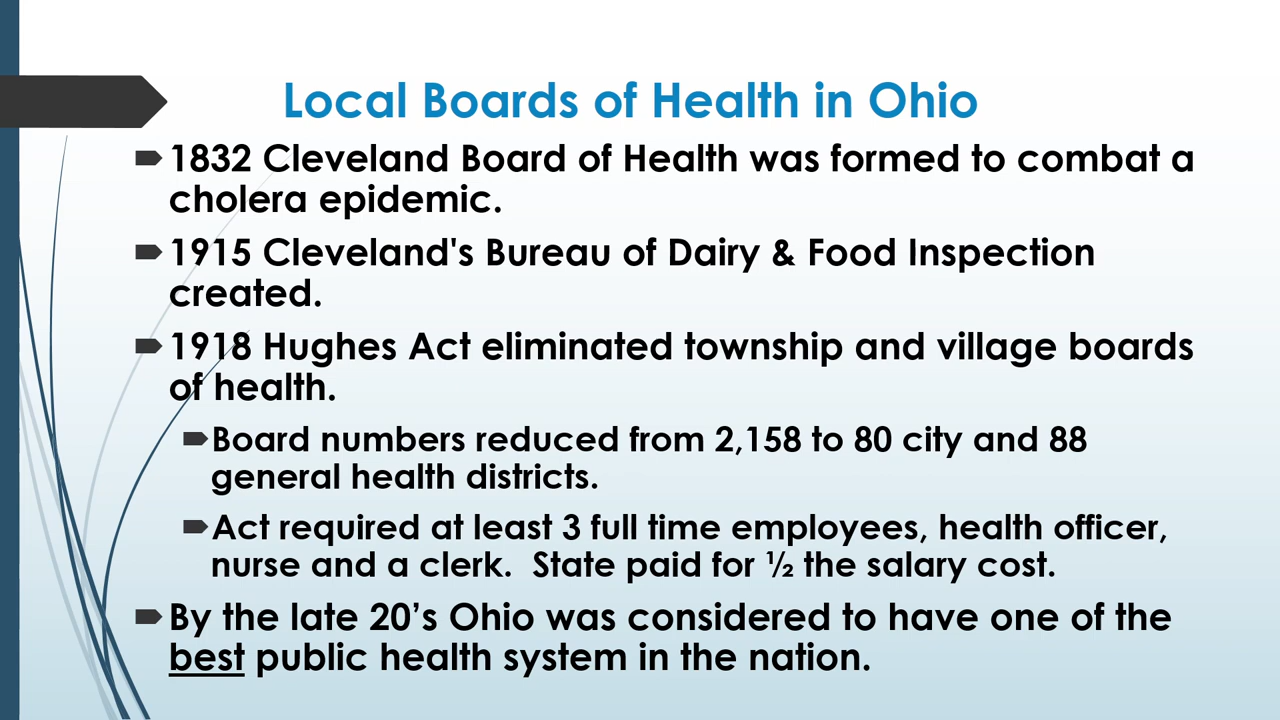 Local Boards of Health in Ohio
1832 Cleveland Board of Health was formed to combat a
cholera epidemic.
1915 Cleveland's Bureau of Dairy & Food Inspection
created.
1918 Hughes Act eliminated township and village boards
of health.
Board numbers reduced from 2,158 to 80 city and 88
general health districts.
Act required at least 3 full time employees, health officer,
nurse and a clerk.  State paid for ½ the salary cost.
By the late 20’s Ohio was considered to have one of the
best public health system in the nation.